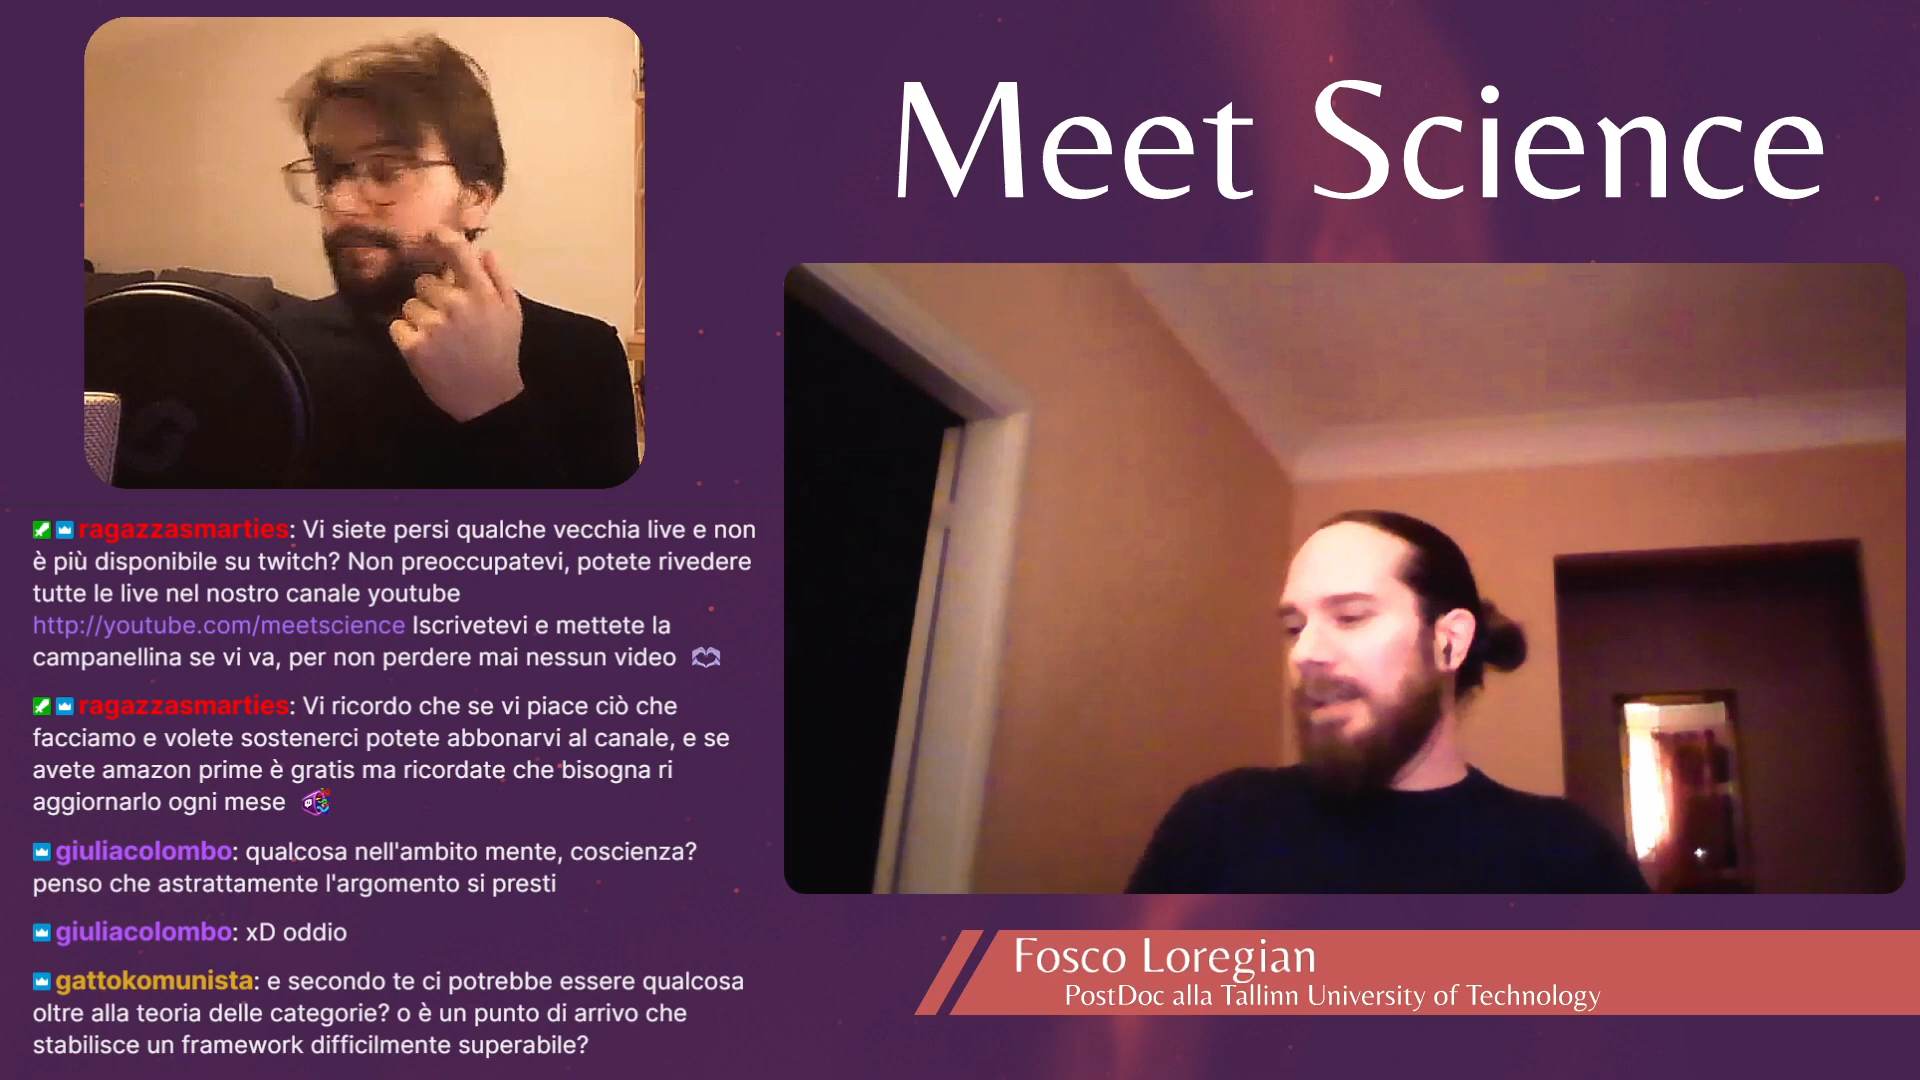 Meet Science
ragazzasmarties: Vi siete persi qualche vecchia live e non
è più disponibile su twitch? Non preoccupatevi, potete rivedere
tutte le live nel nostro canale youtube
http://youtube.com/meetscience Iscrivetevi e mettete la
campanellina se vi va, per non perdere mai nessun video
ragazzasmarties: Vi ricordo che se vi piace ciò che
facciamo e volete sostenerci potete abbonarvi al canale, e se
avete amazon prime è gratis ma ricordate che bisogna ri
aggiornarlo ogni mese
giuliacolombo: qualcosa nell'ambito mente, coscienza?
penso che astrattamente l'argomento si presti
giuliacolombo: xD oddio
gattokomunista: e secondo te ci potrebbe essere qualcosa
oltre alla teoria delle categorie? o è un punto di arrivo che
stabilisce un framework difficilmente superabile?
Fosco Loregian
PostDoc alla Tallinn University of Technology